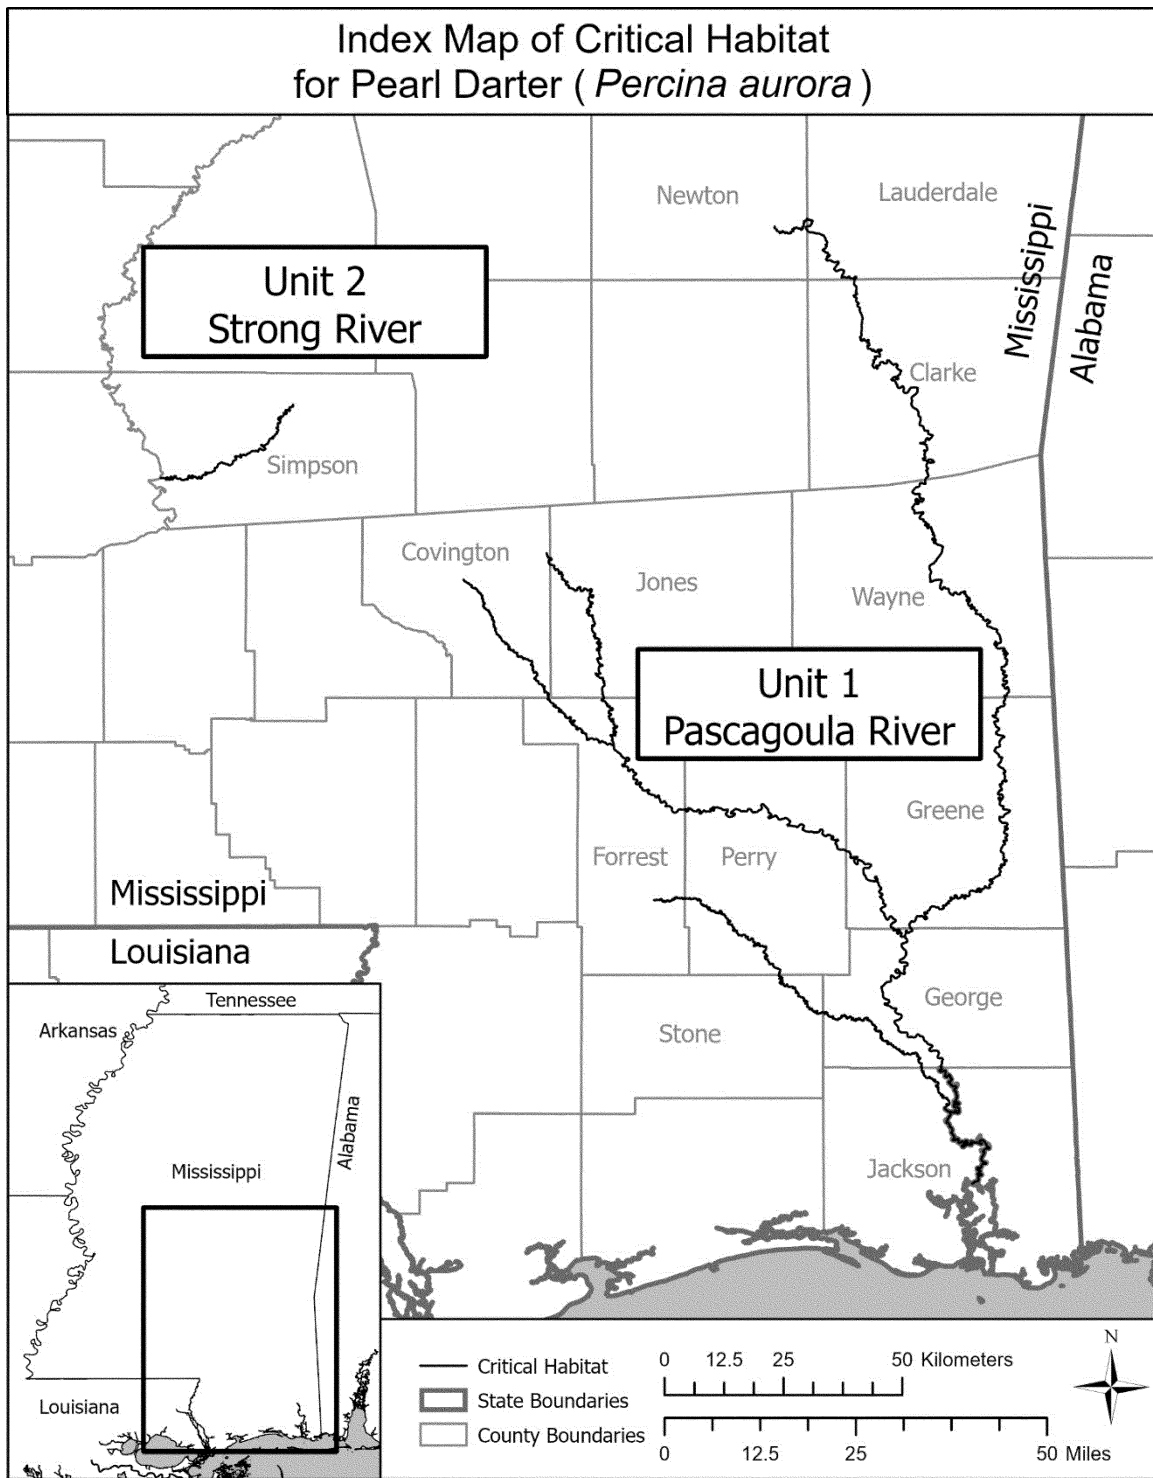 Index Map of Critical Habitat
for Pearl Darter ( Percina aurora )
Newton
Lauderdale
Mississippi
Alabama
Unit 2
Strong River
Clarke
Simpson
Covington
Jones
Wayne
Unit 1
Pascagoula River
Greene
Forrest
Perry
Mississippi
Louisiana
George
Stone
Jackson
Tennessee
Arkansas
Alabama
Mississippi
Louisiana
Critical Habitat
State Boundaries
County Boundaries
0 12.5 25 50 Kilometers
0 12.5 25 50 Miles
N